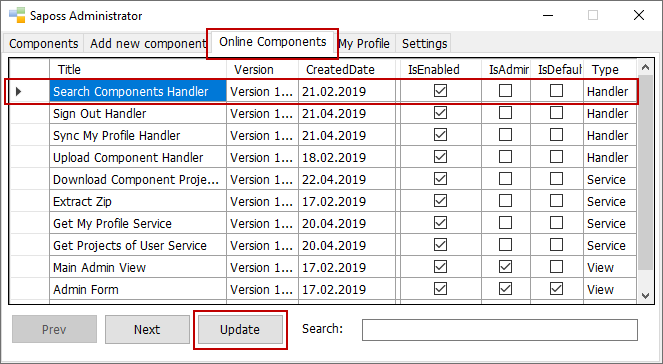 Saposs Administrator
Components Add new component Online Components My Profile Settings
Title Version CreatedDate IsEnabled IsAdmir IsDefaul Type
Search Components Handler Version 1... 21.02.2019 Handler
Sign Out Handler Version 1... 21.04.2019 Handler
Sync My Profile Handler Version 1... 21.04.2019 Handler
Upload Component Handler Version 1... 18.02.2019 Handler
Download Component Proje... Version 1... 22.04.2019 Service
Extract Zip Version 1... 17.02.2019 Service
Get My Profile Service Version 1... 20.04.2019 Service
Get Projects of User Service Version 1... 20.04.2019 Service
Main Admin View Version 1... 17.02.2019 View
Admin Form Version 1... 17.02.2019 View
Prev Next Update Search: